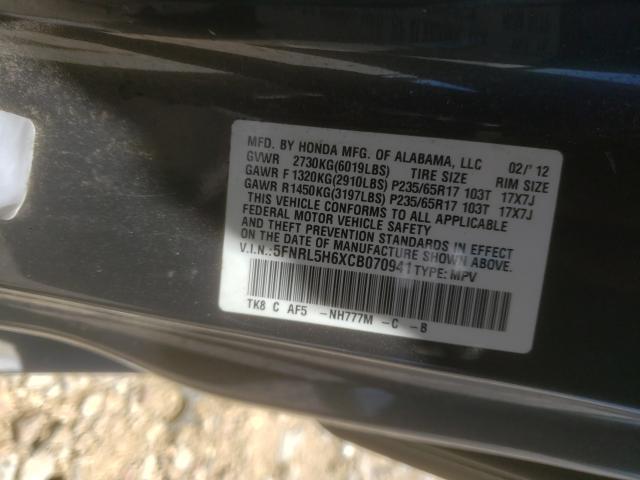 MFD. BY HONDA MFG. OF ALABAMA, LLC 02/'12
GVWR 2730KG(6019LBS) TIRE SIZE RIM SIZE
GAWR F 1320KG(2910LBS) P235/65R17 103T 17X7J
GAWR R1450KG(3197LBS) P235/65R17 103T 17X7J
THIS VEHICLE CONFORMS TO ALL APPLICABLE
FEDERAL MOTOR VEHICLE SAFETY
AND THEFT PREVENTION STANDARDS IN EFFECT
ON THE DATE OF MANUFACTURE SHOWN ABOVE.
V.I.N.:5FNRL5H6XCB070941 TYPE: MPV
TK8 C AF5 -NH777M -C -B